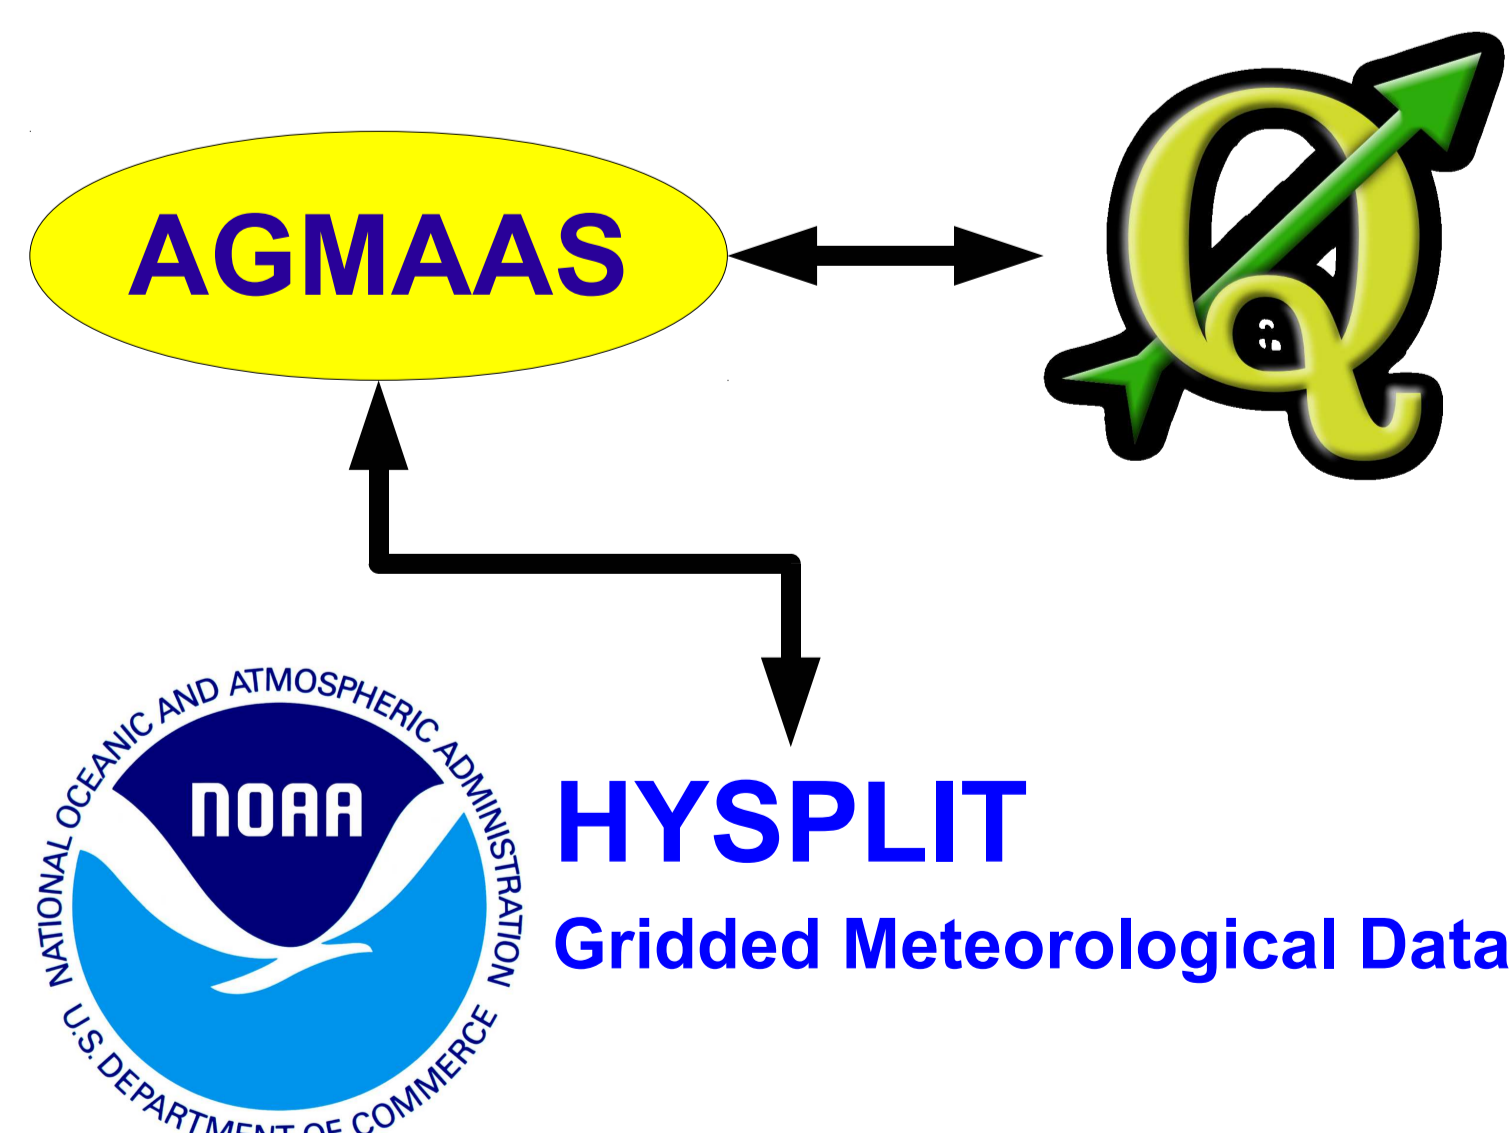 AGMAAS
NATIONAL OCEANIC AND ATMOSPHERIC ADMINISTRATION
NOAA
U.S. DEPARTMENT OF COMMERCE
HYSPLIT
Gridded Meteorological Data